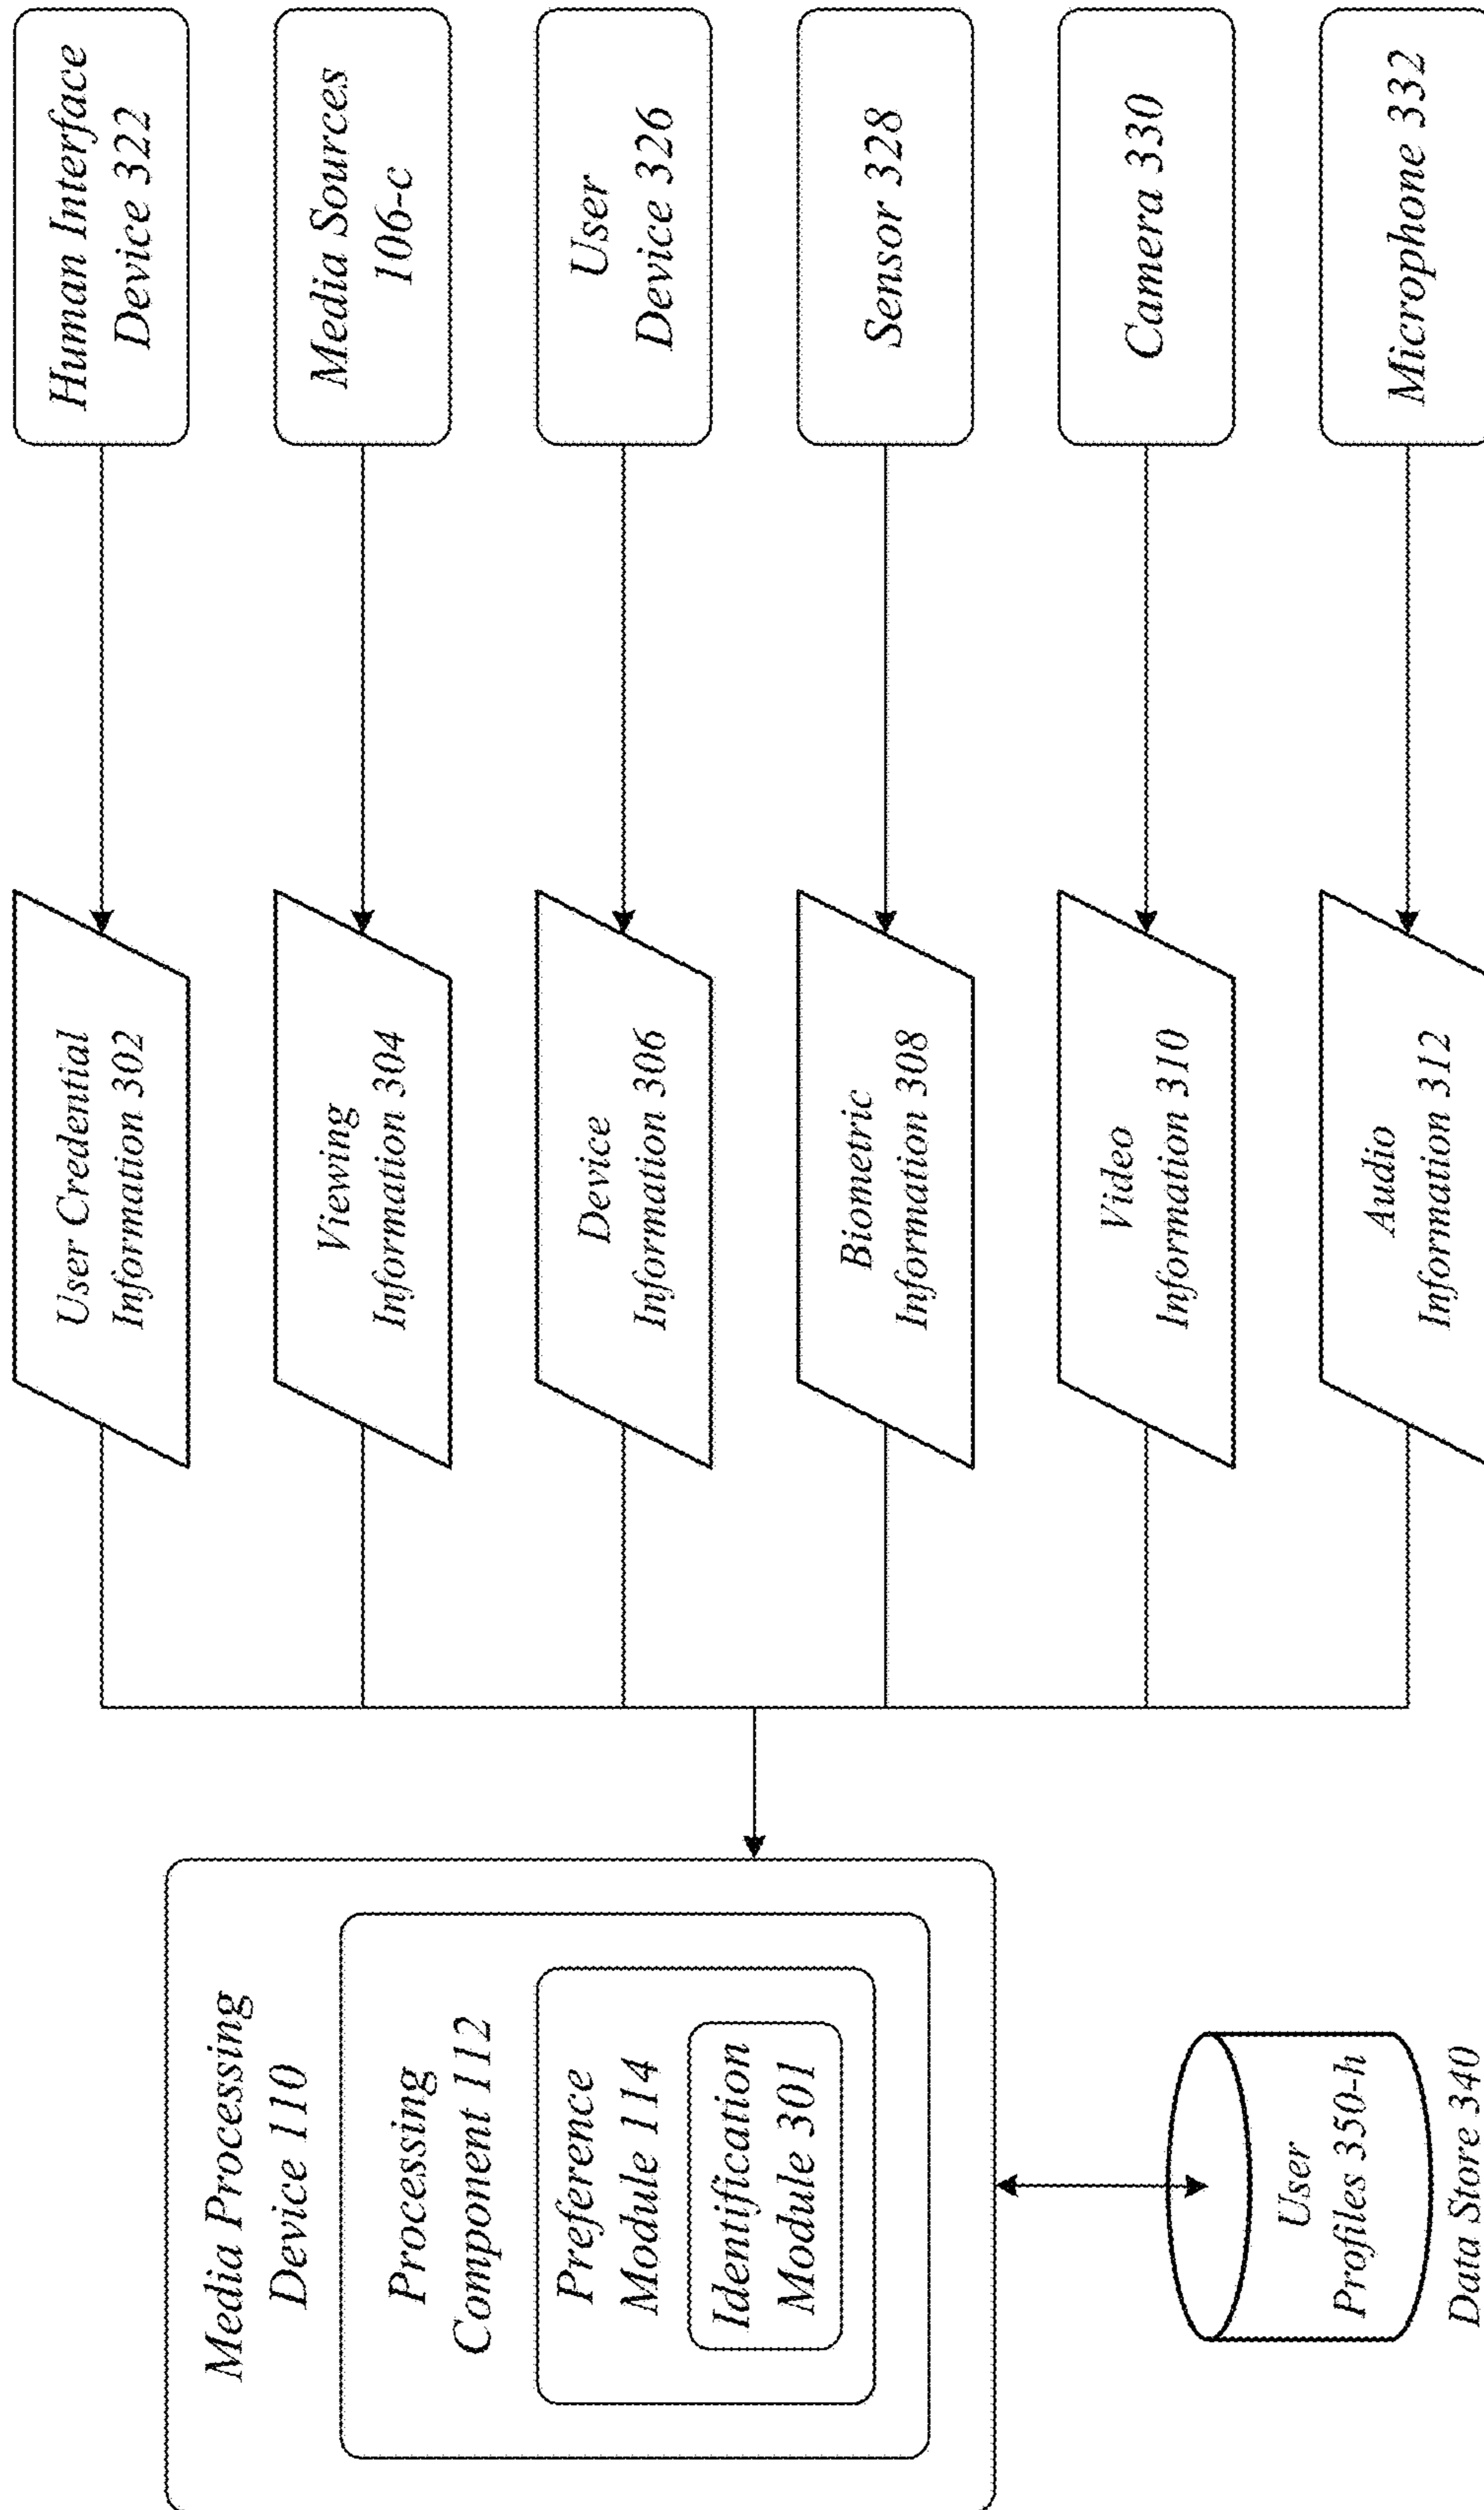 Media Processing
Device 110
Processing
Component 112
Preference
Module 114
Identification
Module 301
User
Profiles 350-h
Data Store 340
User Credential
Information 302
Viewing
Information 304
Device
Information 306
Biometric
Information 308
Video
Information 310
Audio
Information 312
Human Interface
Device 322
Media Sources
106-c
User
Device 326
Sensor 328
Camera 330
Microphone 332